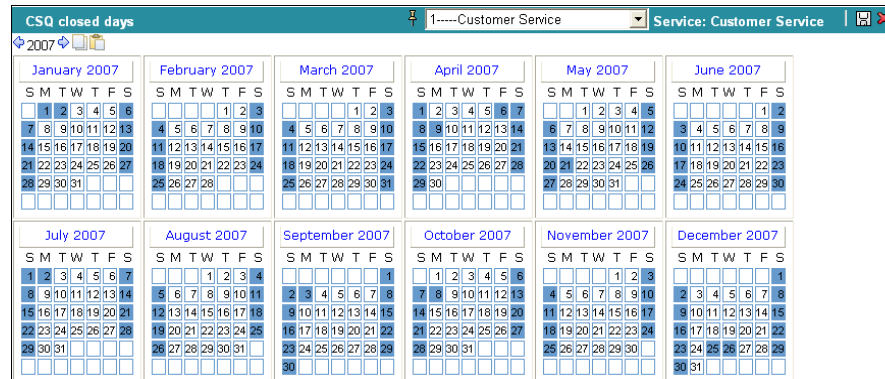 CSQ closed days 1-----Customer Service Service: Customer Service
2007
January 2007 February 2007 March 2007 April 2007 May 2007 June 2007
S M T W T F S S M T W T F S S M T W T F S S M T W T F S S M T W T F S S M T W T F S
1 2 3 4 5 6 1 2 3 1 2 3 1 2 3 4 5 6 7 1 2 3 4 5 1 2
7 8 9 10 11 12 13 4 5 6 7 8 9 10 4 5 6 7 8 9 10 8 9 10 11 12 13 14 6 7 8 9 10 11 12 3 4 5 6 7 8 9
14 15 16 17 18 19 20 11 12 13 14 15 16 17 11 12 13 14 15 16 17 15 16 17 18 19 20 21 13 14 15 16 17 18 19 10 11 12 13 14 15 16
21 22 23 24 25 26 27 18 19 20 21 22 23 24 18 19 20 21 22 23 24 22 23 24 25 26 27 28 20 21 22 23 24 25 26 17 18 19 20 21 22 23
28 29 30 31 25 26 27 28 25 26 27 28 29 30 31 29 30 27 28 29 30 31 24 25 26 27 28 29 30
July 2007 August 2007 September 2007 October 2007 November 2007 December 2007
S M T W T F S S M T W T F S S M T W T F S S M T W T F S S M T W T F S S M T W T F S
1 2 3 4 5 6 7 1 2 3 4 1 1 2 3 4 5 6 1 2 3 1
8 9 10 11 12 13 14 5 6 7 8 9 10 11 2 3 4 5 6 7 8 7 8 9 10 11 12 13 4 5 6 7 8 9 10 2 3 4 5 6 7 8
15 16 17 18 19 20 21 12 13 14 15 16 17 18 9 10 11 12 13 14 15 14 15 16 17 18 19 20 11 12 13 14 15 16 17 9 10 11 12 13 14 15
22 23 24 25 26 27 28 19 20 21 22 23 24 25 16 17 18 19 20 21 22 21 22 23 24 25 26 27 18 19 20 21 22 23 24 16 17 18 19 20 21 22
29 30 31 26 27 28 29 30 31 23 24 25 26 27 28 29 28 29 30 31 25 26 27 28 29 30 23 24 25 26 27 28 29
30 30 31